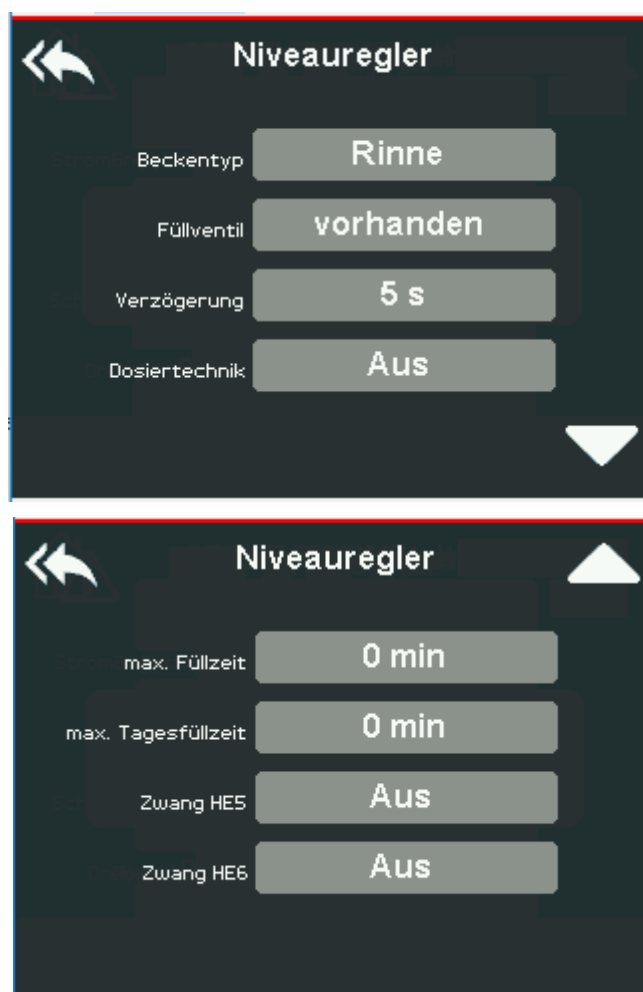 Niveauregler
Beckentyp Rinne
Füllventil vorhanden
Verzögerung 5 s
Dosiertechnik Aus
Niveauregler
max. Füllzeit 0 min
max. Tagesfüllzeit 0 min
Zwang HE5 Aus
Zwang HE6 Aus